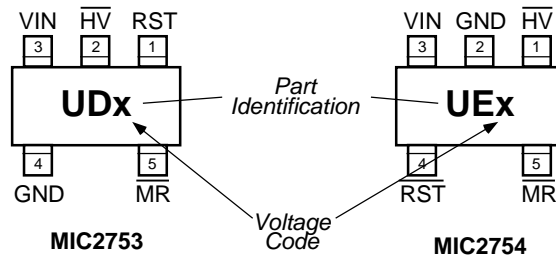 VIN HV RST VIN GND HV
3 2 1 3 2 1
UDx Part Identification UEx
4 5 4 5
GND MR RST MR
Voltage Code
MIC2753 MIC2754